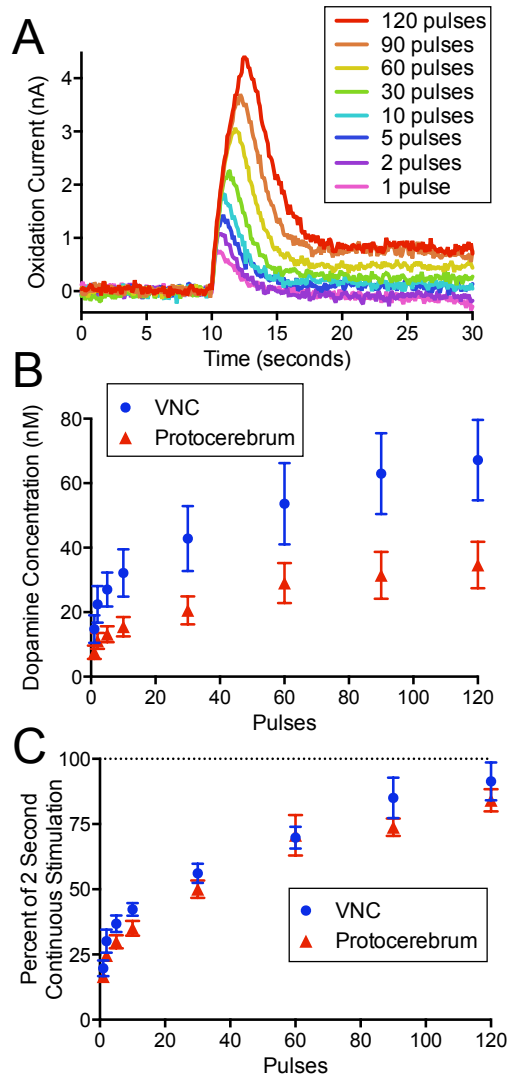 A
120 pulses
90 pulses
60 pulses
30 pulses
10 pulses
5 pulses
2 pulses
1 pulse
Oxidation Current (nA)
4
3
2
1
0
0 5 10 15 20 25 30
Time (seconds)
B
VNC
Protocerebrum
Dopamine Concentration (nM)
80
60
40
20
0
0 20 40 60 80 100 120
Pulses
C
Percent of 2 Second
Continuous Stimulation
100
75
50
25
0
VNC
Protocerebrum
0 20 40 60 80 100 120
Pulses